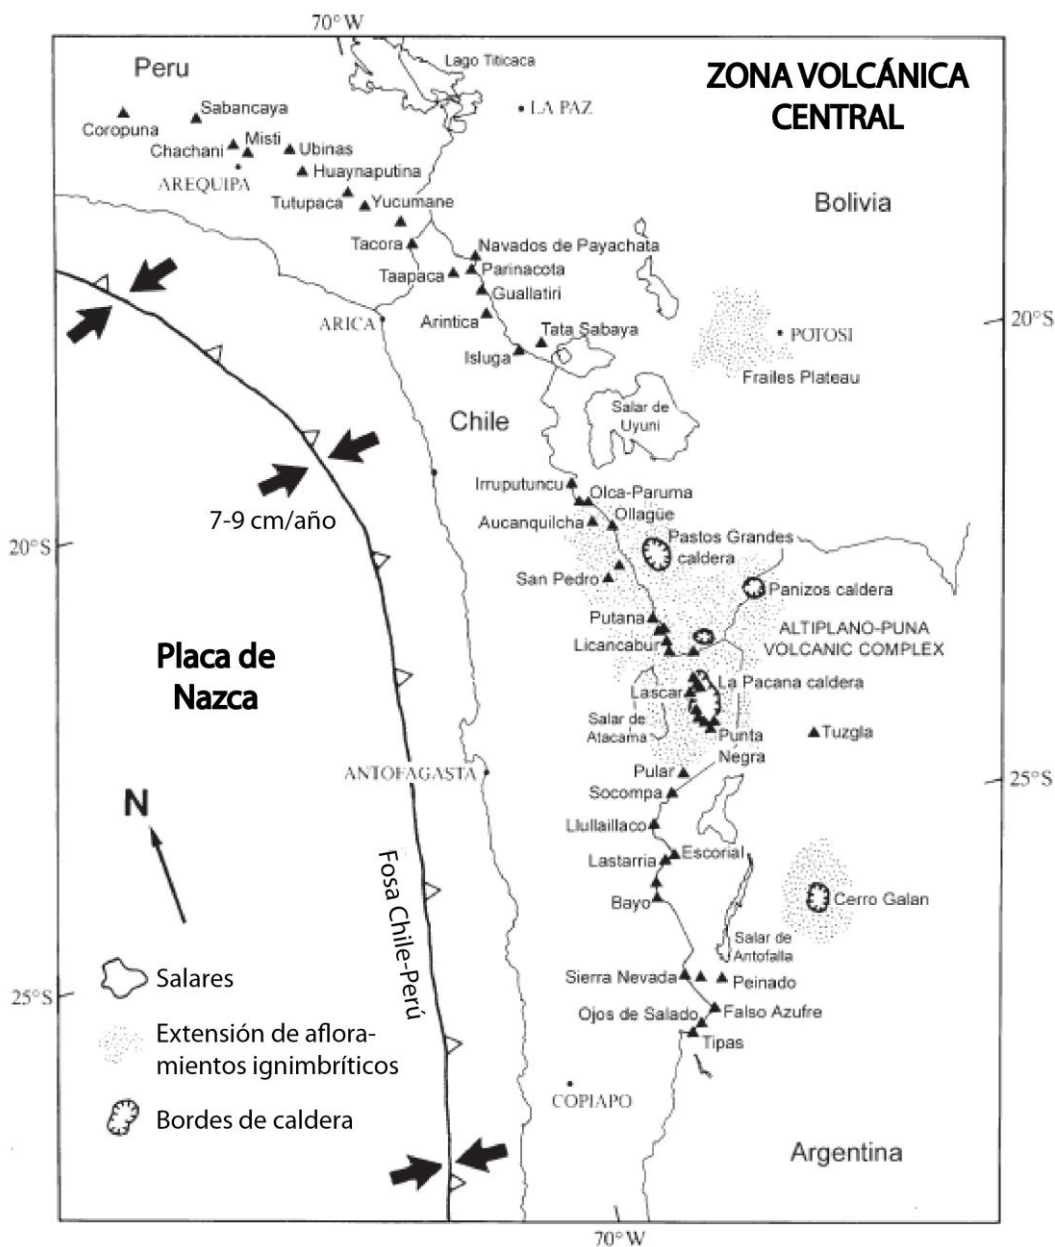 70°W
Peru
Lago Titicaca
ZONA VOLCÁNICA
CENTRAL
Sabancaya
LA PAZ
Coropuna
Misti
Chachani
Ubinas
Huaynaputina
AREQUIPA
Tutupaca
Yucumane
Bolivia
Tacora
Navados de Payachata
Taapaca
Parinacota
Guallatiri
ARICA
Arintica
20°S
Tata Sabaya
POTOSI
Isluga
Frailes Plateau
Chile
Salar de
Uyuni
Irruputuncu
Olca-Paruma
7-9 cm/año
Aucanquilcha
Ollagüe
20°S
Pastos Grandes
caldera
San Pedro
Panizos caldera
Putana
ALTIPLANO-PUNA
VOLCANIC COMPLEX
Licancabur
Placa de
Nazca
La Pacana caldera
Lascar
Salar de
Atacama
Punta
Negra
Tuzgla
ANTOFAGASTA
Pular
25°S
Socompa
N
Llullaillaco
Escorial
Lastarria
Bayo
Cerro Galan
Fosa Chile-Perú
Salar de
Antofalla
Salares
Sierra Nevada
Peinado
25°S
Ojos de Salado
Falso Azufre
Tipas
Extensión de aflora-
mientos ignimbríticos
COPIAPO
Bordes de caldera
Argentina
70°W